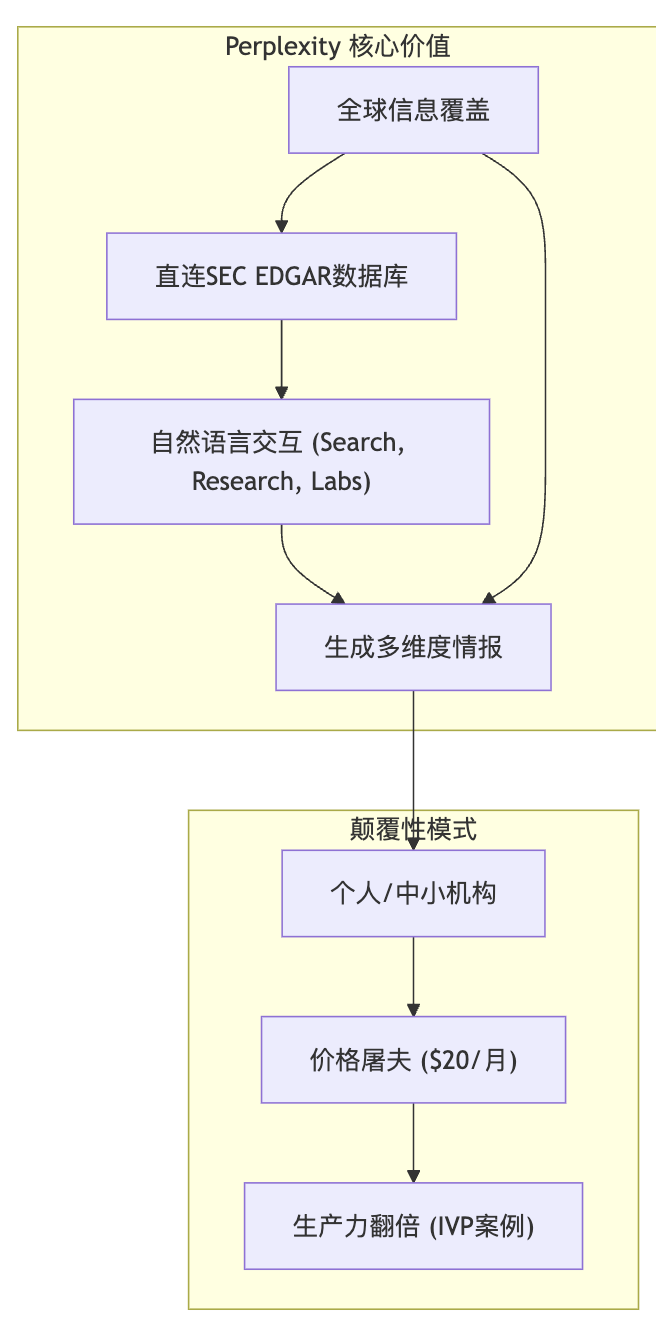 Perplexity 核心价值
全球信息覆盖
直连SEC EDGAR数据库
自然语言交互 (Search,
Research, Labs)
生成多维度情报
颠覆性模式
个人/中小机构
价格屠夫 ($20/月)
生产力翻倍 (IVP案例)